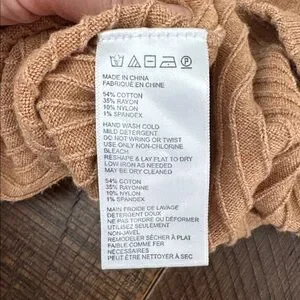 MADE IN CHINA
FABRIQUÉ EN CHINE
54% COTTON
35% RAYON
10% NYLON
1% SPANDEX
HAND WASH COLD
MILD DETERGENT
DO NOT WRING OR TWIST
USE ONLY NON-CHLORINE
BLEACH
RESHAPE & LAY FLAT TO DRY
LOW IRON AS NEEDED
MAY BE DRY CLEANED
54% COTON
35% RAYONNE
10% NYLON
1% SPANDEX
MAIN FROIDE DE LAVAGE
DETERGENT DOUX
NE PAS TORDRE OU DÉFORMER
UTILISEZ SEULEMENT
NON-JAVEL
REMODELER SÉCHER À PLAT
FAIBLE COMME FER
NÉCESSAIRES
PEUT ÊTRE NETTOYÉ À SEC